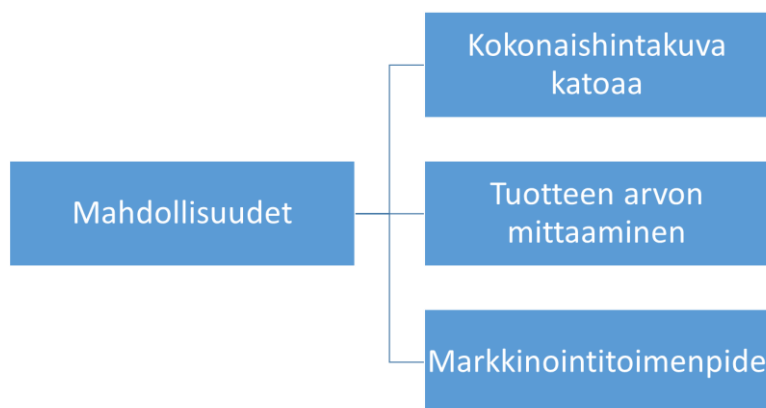 Kokonaishintakuva
katoaa
Mahdollisuudet
Tuotteen arvon
mittaaminen
Markkinointitoimenpide